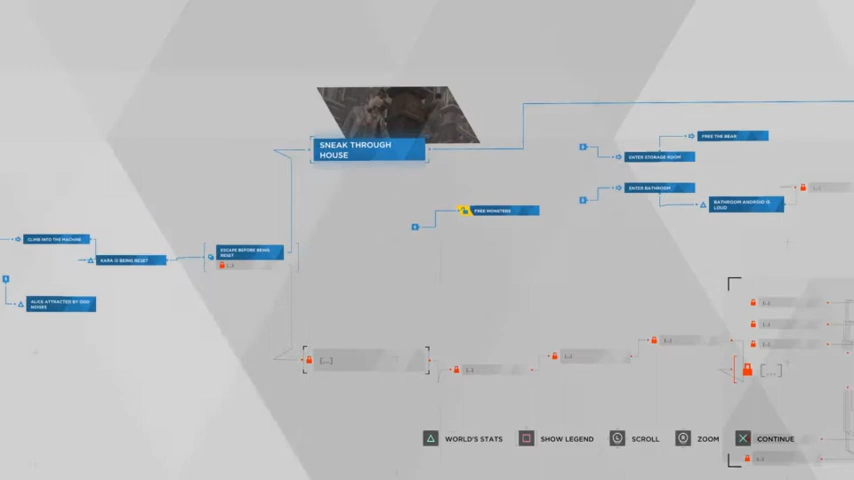 SNEAK THROUGH
HOUSE
FREE THE BEAR
ENTER STORAGE ROOM
ENTER BATHROOM
BATHROOM ANDROID IS
LOUD
[...]
FREE MONSTERS
CLIMB INTO THE MACHINE
KARA IS BEING RESET
ESCAPE BEFORE BEING
RESET
[...]
ALICE ATTRACTED BY ODD
NOISES
[...]
[...]
[...]
[...]
[...]
[...]
[...]
[...]
[...]
WORLD'S STATS
SHOW LEGEND
L
SCROLL
R
ZOOM
CONTINUE